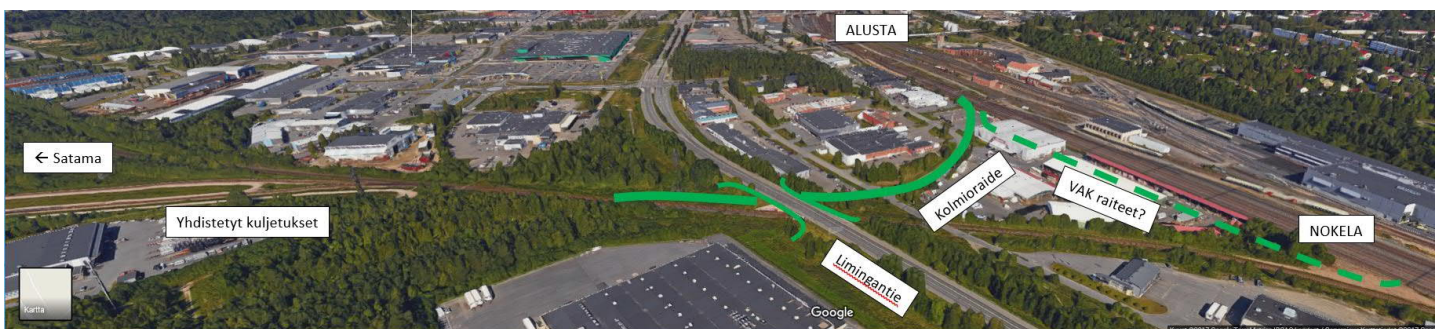 ALUSTA
← Satama
Yhdistetyt kuljetukset
Kolmioraide
VAK raiteet?
NOKELA
Limingantie
Kartta
Google